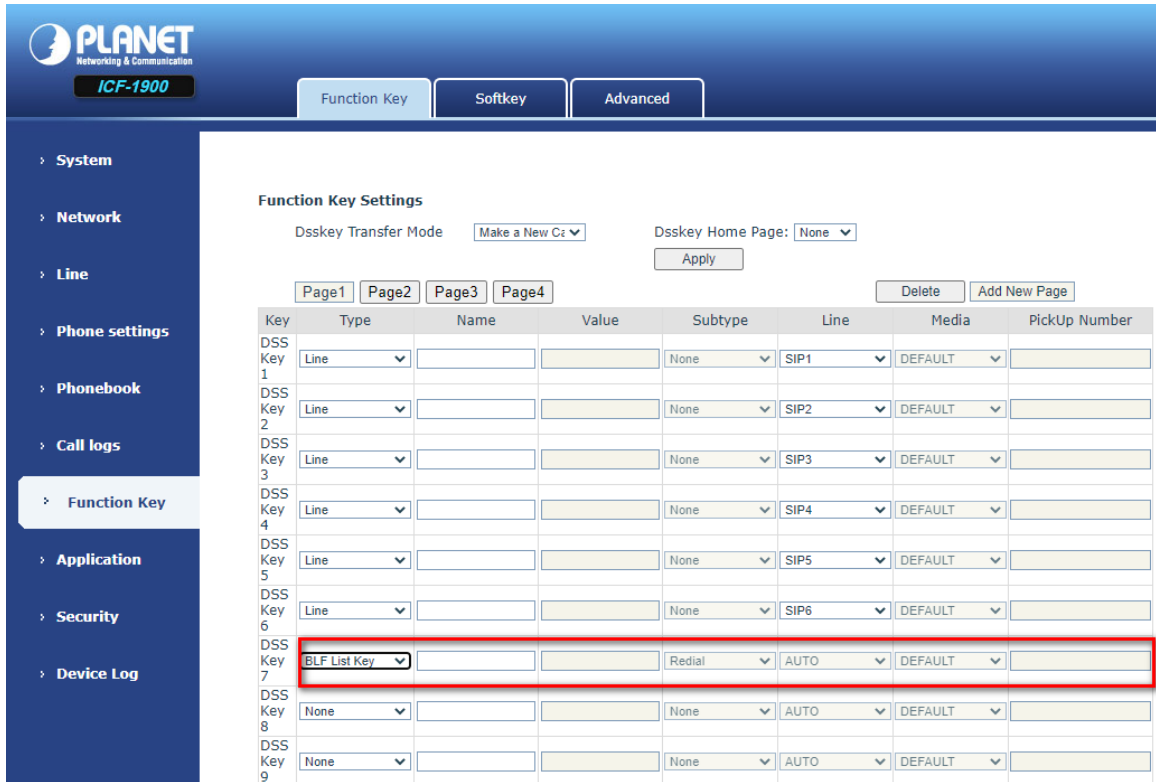 PLANET
Networking & Communication
ICF-1900
Function Key Softkey Advanced
System
Network
Line
Phone settings
Phonebook
Call logs
Function Key
Application
Security
Device Log
Function Key Settings
Dsskey Transfer Mode Make a New Ca Dsskey Home Page: None
Apply
Page1 Page2 Page3 Page4 Delete Add New Page
Key Type Name Value Subtype Line Media PickUp Number
DSS Key 1 Line None SIP1 DEFAULT
DSS Key 2 Line None SIP2 DEFAULT
DSS Key 3 Line None SIP3 DEFAULT
DSS Key 4 Line None SIP4 DEFAULT
DSS Key 5 Line None SIP5 DEFAULT
DSS Key 6 Line None SIP6 DEFAULT
DSS Key 7 BLF List Key Redial AUTO DEFAULT
DSS Key 8 None None AUTO DEFAULT
DSS Key 9 None None AUTO DEFAULT